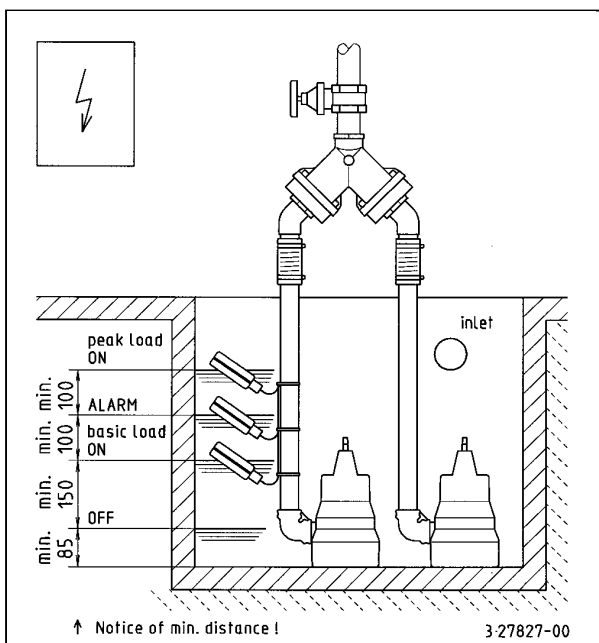 peak load
ON
inlet
min.
100
ALARM
min.
100
basic load
ON
min.
150
OFF
min.
85
↑ Notice of min. distance !
3-27827-00